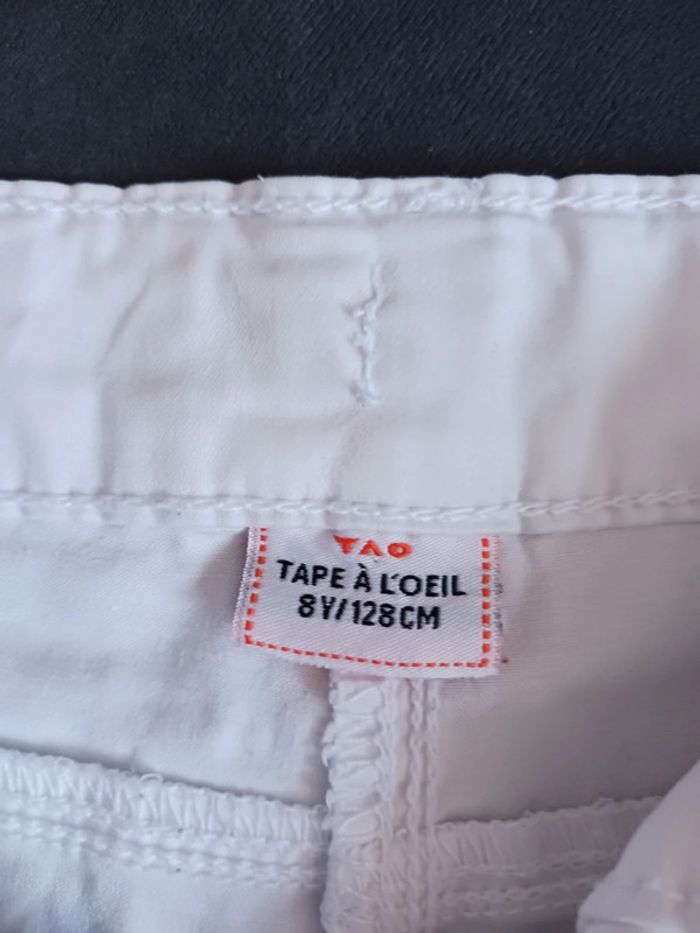 TAO
TAPE À L'OEIL
8Y/128CM